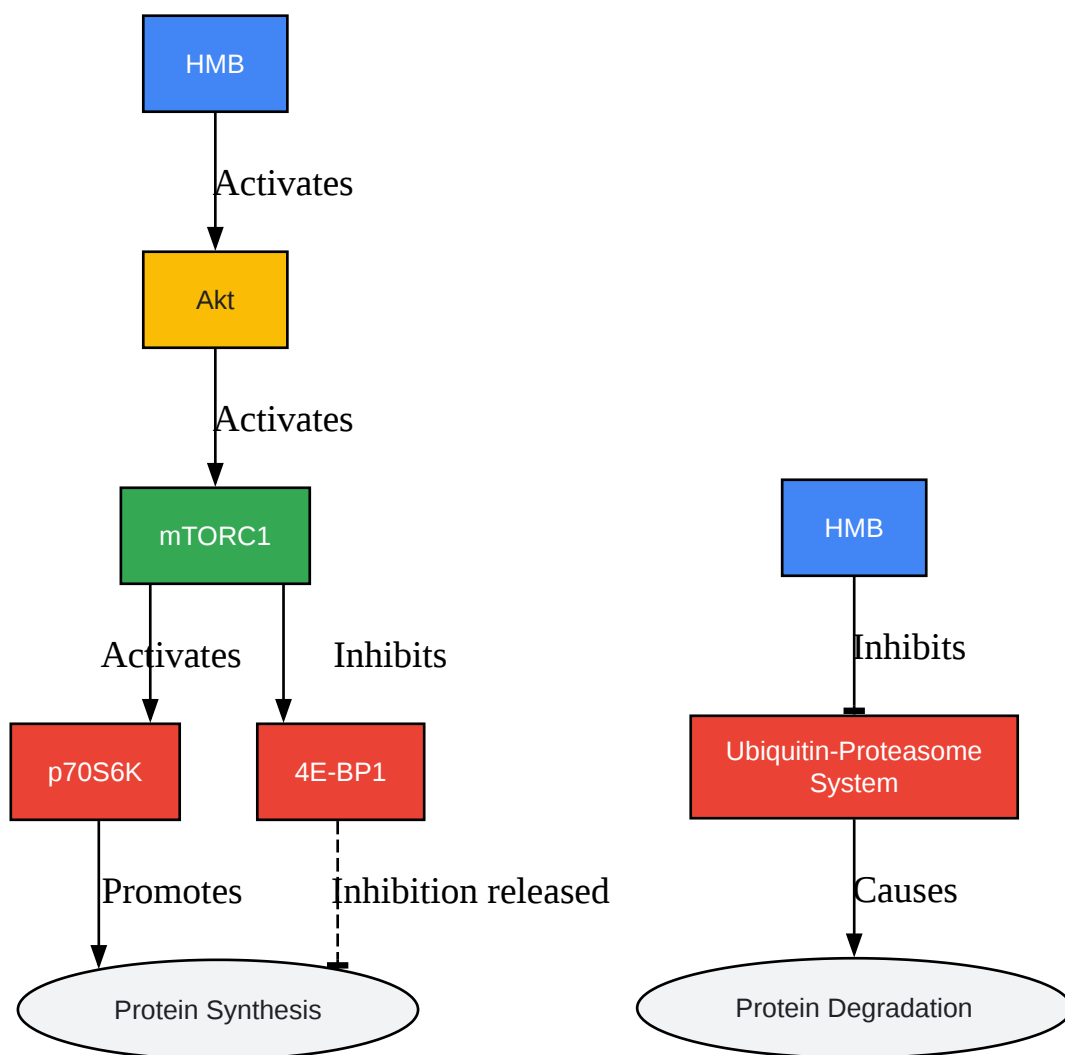 HMB
Activates
Akt
Activates
mTORC1
Activates
Inhibits
p70S6K
4E-BP1
Promotes
Inhibition released
Protein Synthesis
HMB
Inhibits
Ubiquitin-Proteasome
System
Causes
Protein Degradation